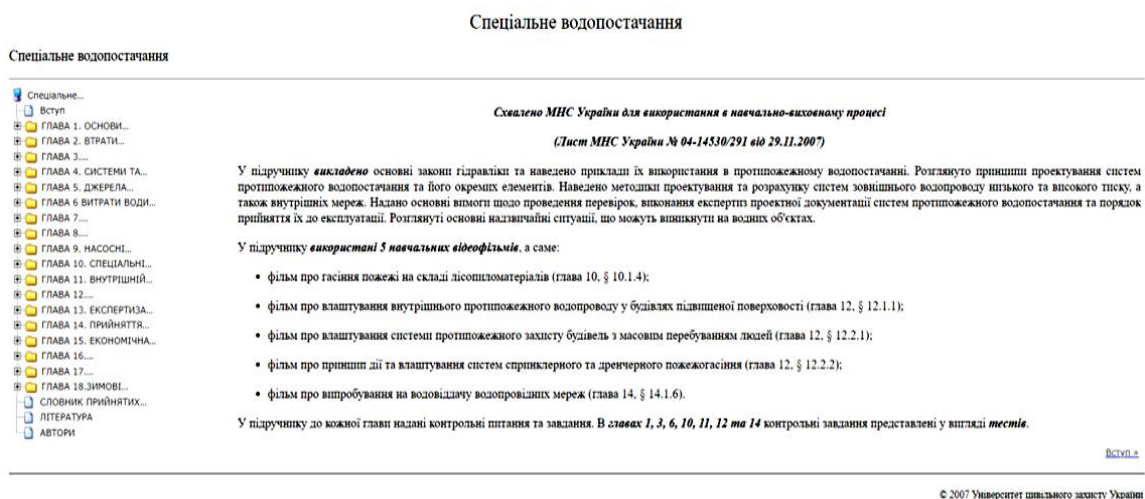 Спеціальне водопостачання
Спеціальне водопостачання
Спеціальне...
Вступ
ГЛАВА 1. ОСНОВИ...
ГЛАВА 2. ВТРАТИ...
ГЛАВА 3....
ГЛАВА 4. СИСТЕМИ ТА...
ГЛАВА 5. ДЖЕРЕЛА...
ГЛАВА 6 ВИТРАТИ ВОДИ...
ГЛАВА 7....
ГЛАВА 8....
ГЛАВА 9. НАСОСНІ...
ГЛАВА 10. СПЕЦІАЛЬНІ...
ГЛАВА 11. ВНУТРІШНІЙ...
ГЛАВА 12....
ГЛАВА 13. ЕКСПЕРТИЗА...
ГЛАВА 14. ПРИЙНЯТТЯ...
ГЛАВА 15. ЕКОНОМІЧНА...
ГЛАВА 16....
ГЛАВА 17....
ГЛАВА 18.ЗИМОВІ...
СЛОВНИК ПРИЙНЯТИХ...
ЛІТЕРАТУРА
АВТОРИ
Схвалено МНС України для використання в навчально-виховному процесі
(Лист МНС України № 04-14530/291 від 29.11.2007)
У підручнику викладено основні закони гідравліки та наведено приклади їх використання в протипожежному водопостачанні. Розглянуто принципи проектування систем
протипожежного водопостачання та його окремих елементів. Наведено методики проектування та розрахунку систем зовнішнього водопроводу низького та високого тиску, а
також внутрішніх мереж. Надано основні вимоги щодо проведення перевірок, виконання експертиз проектної документації систем протипожежного водопостачання та порядок
прийняття їх до експлуатації. Розглянуті основні надзвичайні ситуації, що можуть виникнути на водних об'єктах.
У підручнику використані 5 навчальних відеофільмів, а саме:
• фільм про гасіння пожежі на складі лісопиломатеріалів (глава 10, § 10.1.4);
• фільм про влаштування внутрішнього протипожежного водопроводу у будівлях підвищеної поверховості (глава 12, § 12.1.1);
• фільм про влаштування системи протипожежного захисту будівель з масовим перебуванням людей (глава 12, § 12.2.1);
• фільм про принцип дії та влаштування систем спринклерного та дренчерного пожежогасіння (глава 12, § 12.2.2);
• фільм про випробування на водовіддачу водопровідних мереж (глава 14, § 14.1.6).
У підручнику до кожної глави надані контрольні питання та завдання. В главах 1, 3, 6, 10, 11, 12 та 14 контрольні завдання представлені у вигляді тестів.
Вступ »
© 2007 Університет цивільного захисту України